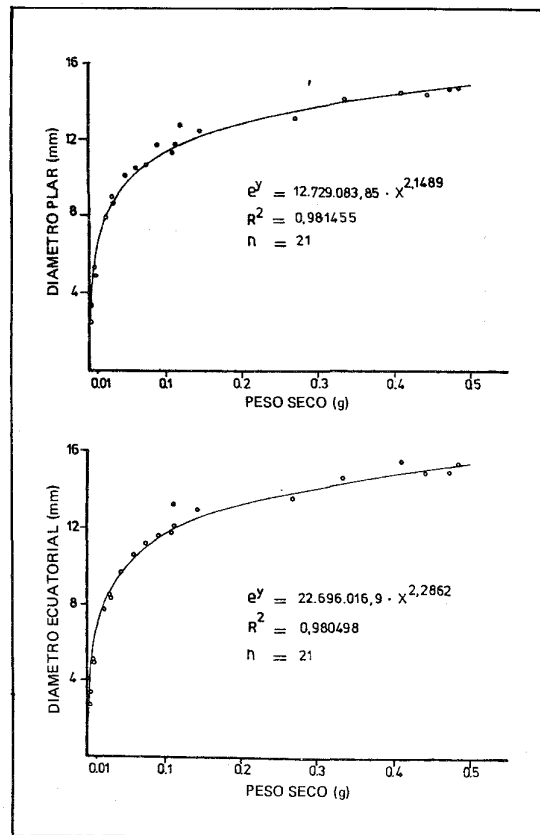 16
12
8
4
DIAMETRO PLAR (mm)
e^y = 12.729.083,85 · X^2,1489
R^2 = 0,981455
n = 21
0.01 0.1 0.2 0.3 0.4 0.5
PESO SECO (g)
16
12
8
4
DIAMETRO ECUATORIAL (mm)
e^y = 22.696.016,9 · X^2,2862
R^2 = 0,980498
n = 21
0.01 0.1 0.2 0.3 0.4 0.5
PESO SECO (g)